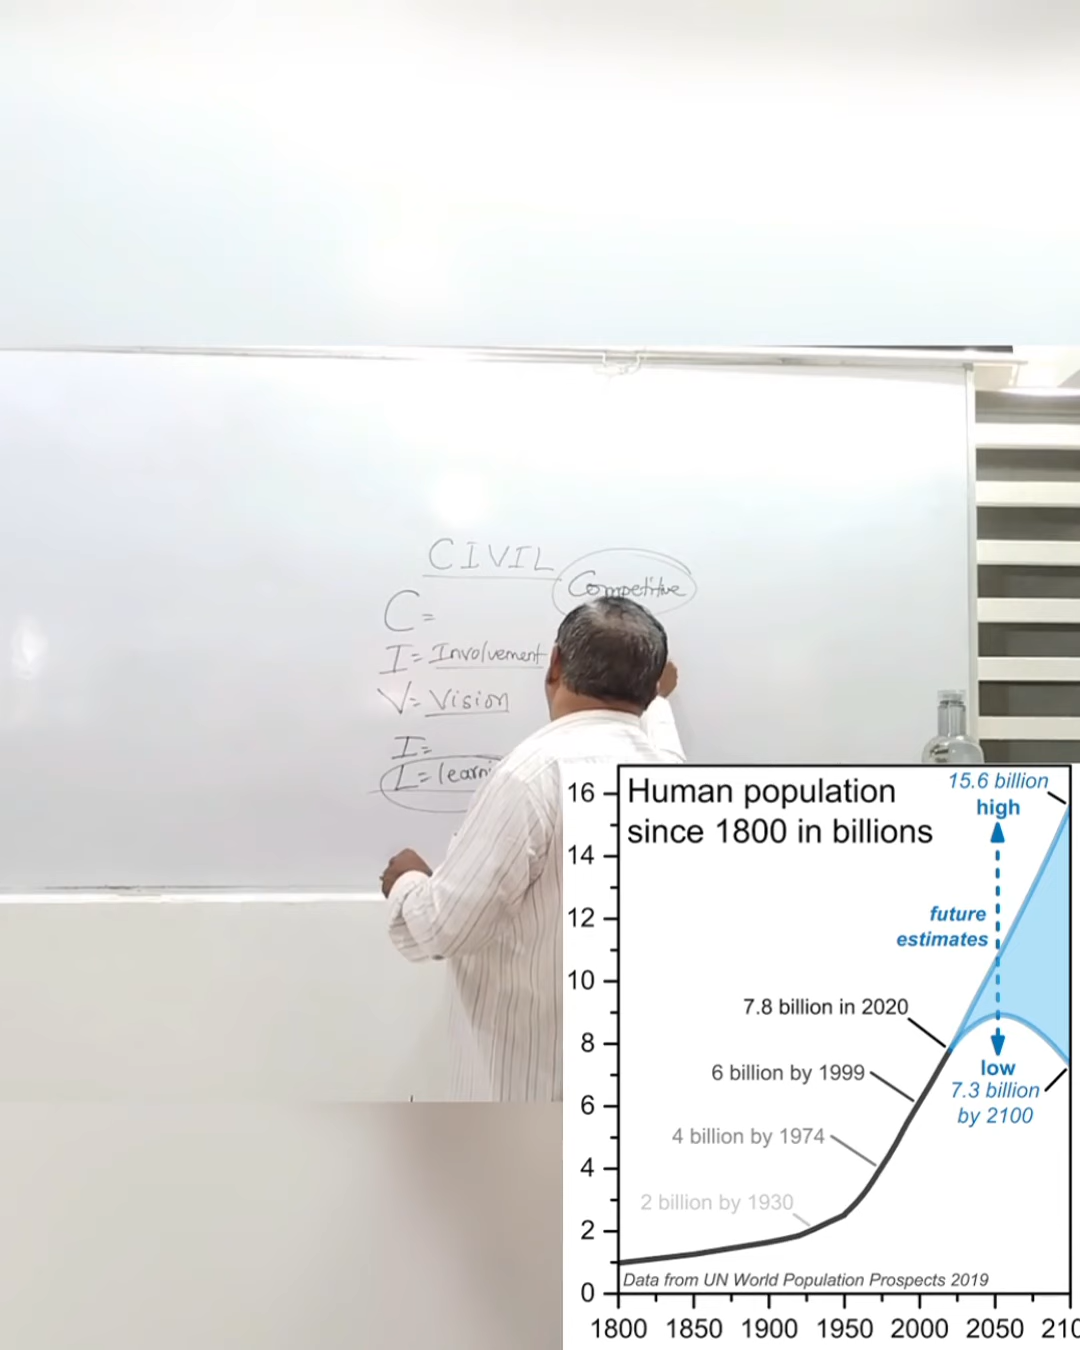 CIVIL
Competitive
C=
I= Involvement
V= Vision
I=
L= learni
Human population
since 1800 in billions
15.6 billion
high
future
estimates
7.8 billion in 2020
low
7.3 billion
by 2100
6 billion by 1999
4 billion by 1974
2 billion by 1930
Data from UN World Population Prospects 2019
16
14
12
10
8
6
4
2
0
1800 1850 1900 1950 2000 2050 210